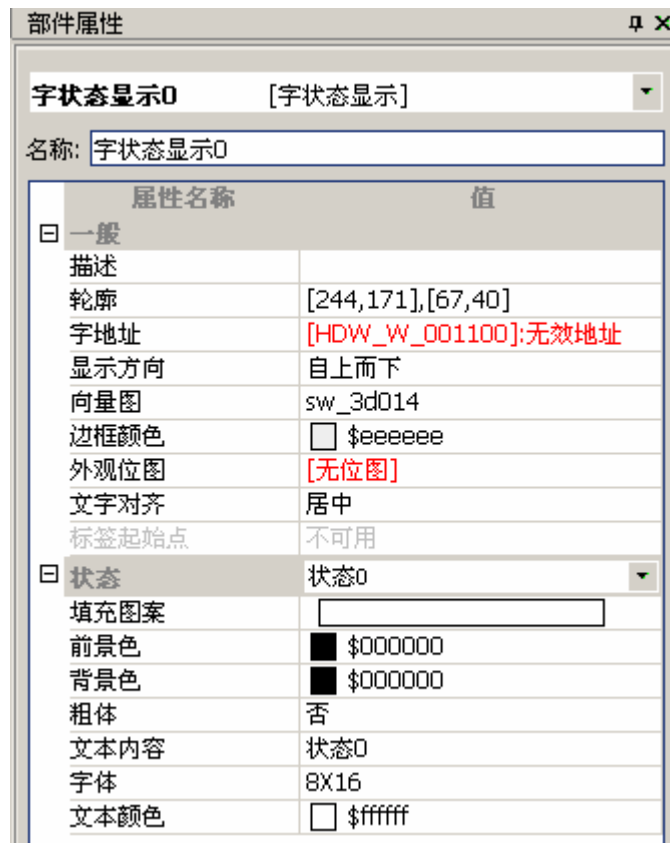 部件属性
字状态显示0 [字状态显示]
名称: 字状态显示0
属性名称 值
一般
描述
轮廓 [244,171],[67,40]
字地址 [HDW_W_001100]:无效地址
显示方向 自上而下
向量图 sw_3d014
边框颜色 $eeeeee
外观位图 [无位图]
文字对齐 居中
标签起始点 不可用
状态 状态0
填充图案
前景色 $000000
背景色 $000000
粗体 否
文本内容 状态0
字体 8X16
文本颜色 $ffffff